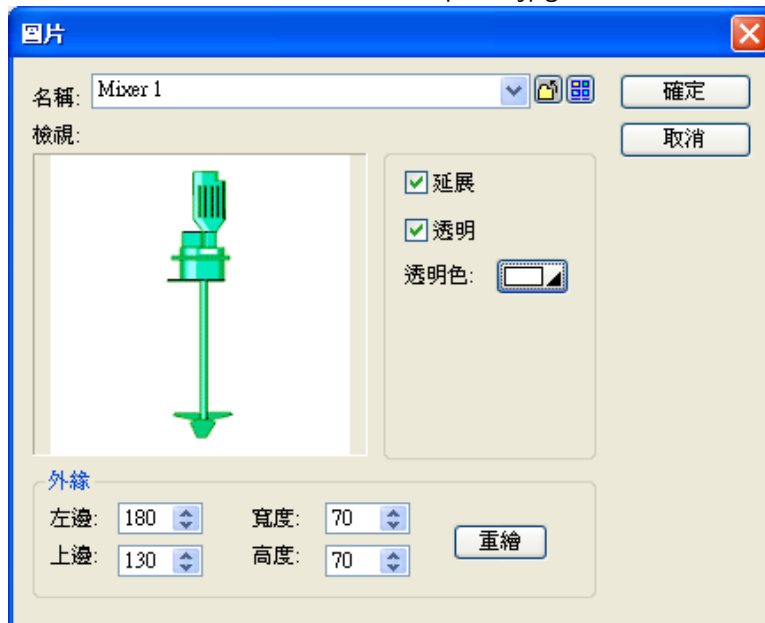 圖片
名稱: Mixer 1
確定
檢視:
取消
延展
透明
透明色:
外緣
左邊: 180 寬度: 70
重繪
上邊: 130 高度: 70